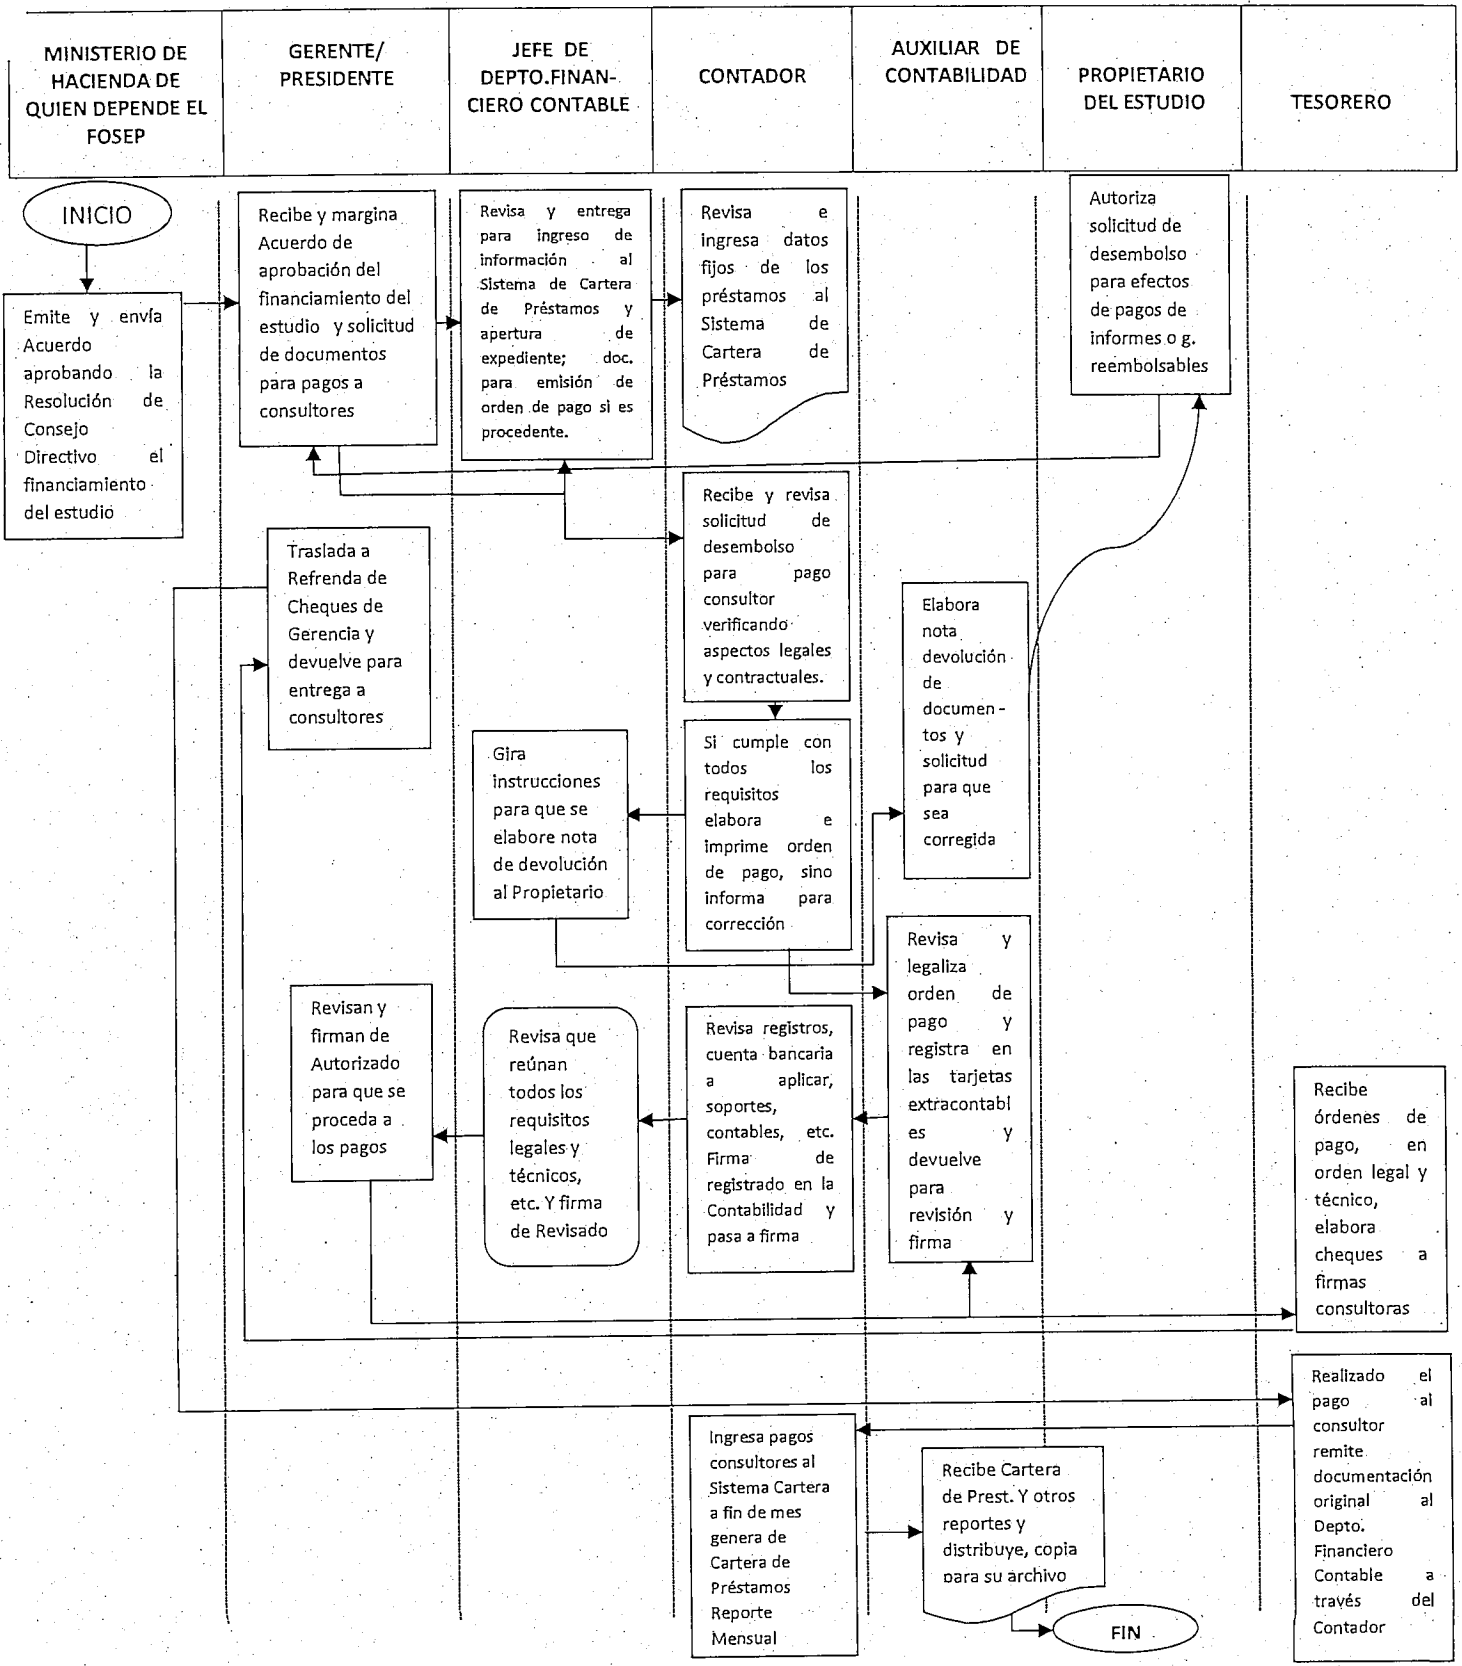 MINISTERIO DE
HACIENDA DE
QUIEN DEPENDE EL
FOSEP
GERENTE/
PRESIDENTE
JEFE DE
DEPTO.FINAN-
CIERO CONTABLE
CONTADOR
AUXILIAR DE
CONTABILIDAD
PROPIETARIO
DEL ESTUDIO
TESORERO
INICIO
Emite y envía
Acuerdo
aprobando la
Resolución de
Consejo
Directivo el
financiamiento
del estudio
Recibe y margina
Acuerdo de
aprobación del
financiamiento del
estudio y solicitud
de documentos
para pagos a
consultores
Revisa y entrega
para ingreso de
información al
Sistema de Cartera
de Préstamos y
apertura de
expediente; doc.
para emisión de
orden de pago si es
procedente.
Revisa e
ingresa datos
fijos de los
préstamos al
Sistema de
Cartera de
Préstamos
Autoriza
solicitud de
desembolso
para efectos
de pagos de
informes o g.
reembolsables
Recibe y revisa
solicitud de
desembolso
para pago
consultor
verificando
aspectos legales
y contractuales.
Traslada a
Refrenda de
Cheques de
Gerencia y
devuelve para
entrega a
consultores
Elabora
nota
devolución
de
documen-
tos y
solicitud
para que
sea
corregida
Gira
instrucciones
para que se
elabore nota
de devolución
al Propietario
Si cumple con
todos los
requisitos
elabora e
imprime orden
de pago, sino
informa para
corrección
Revisa y
legaliza
orden de
pago y
registra en
las tarjetas
extracontabl
es y
devuelve
para
revisión y
firma
Revisan y
firman de
Autorizado
para que se
proceda a
los pagos
Revisa que
reúnan
todos los
requisitos
legales y
técnicos,
etc. Y firma
de Revisado
Revisa registros,
cuenta bancaria
a aplicar,
soportes,
contables, etc.
Firma de
registrado en la
Contabilidad y
pasa a firma
Recibe
órdenes de
pago, en
orden legal y
técnico,
elabora
cheques a
firmas
consultoras
Realizado el
pago al
consultor
remite
documentación
original al
Depto.
Financiero
Contable a
través del
Contador
Ingresa pagos
consultores al
Sistema Cartera
a fin de mes
genera de
Cartera de
Préstamos
Reporte
Mensual
Recibe Cartera
de Prest. Y otros
reportes y
distribuye, copia
para su archivo
FIN